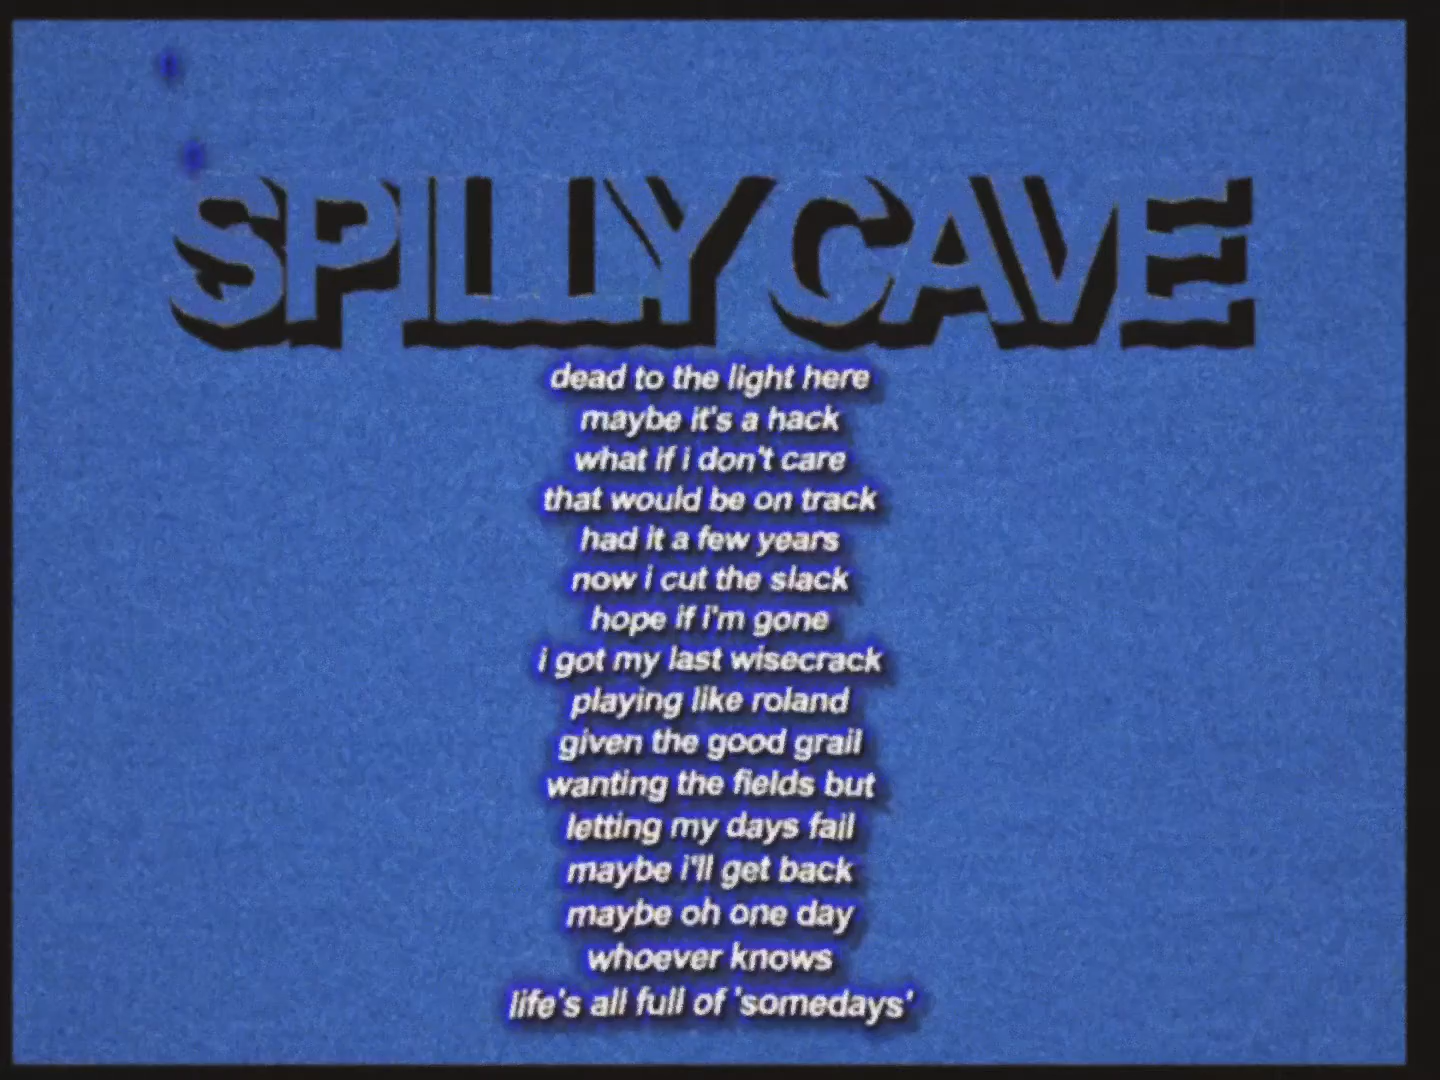 SPILLY CAVE
dead to the light here
maybe it's a hack
what if i don't care
that would be on track
had it a few years
now i cut the slack
hope if i'm gone
i got my last wisecrack
playing like roland
given the good grail
wanting the fields but
letting my days fail
maybe i'll get back
maybe oh one day
whoever knows
life's all full of 'somedays'